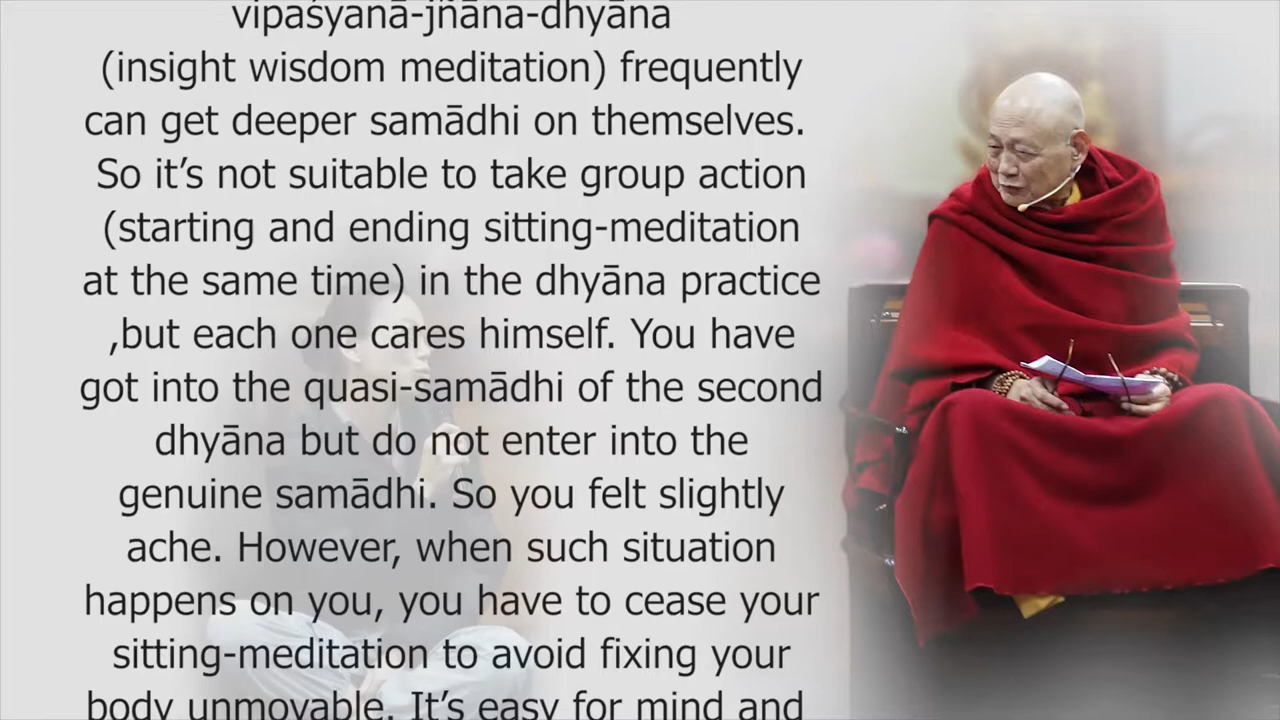 vipaśyanā-jñāna-dhyāna
(insight wisdom meditation) frequently
can get deeper samādhi on themselves.
So it’s not suitable to take group action
(starting and ending sitting-meditation
at the same time) in the dhyāna practice
,but each one cares himself. You have
got into the quasi-samādhi of the second
dhyāna but do not enter into the
genuine samādhi. So you felt slightly
ache. However, when such situation
happens on you, you have to cease your
sitting-meditation to avoid fixing your
body unmovable. It’s easy for mind and